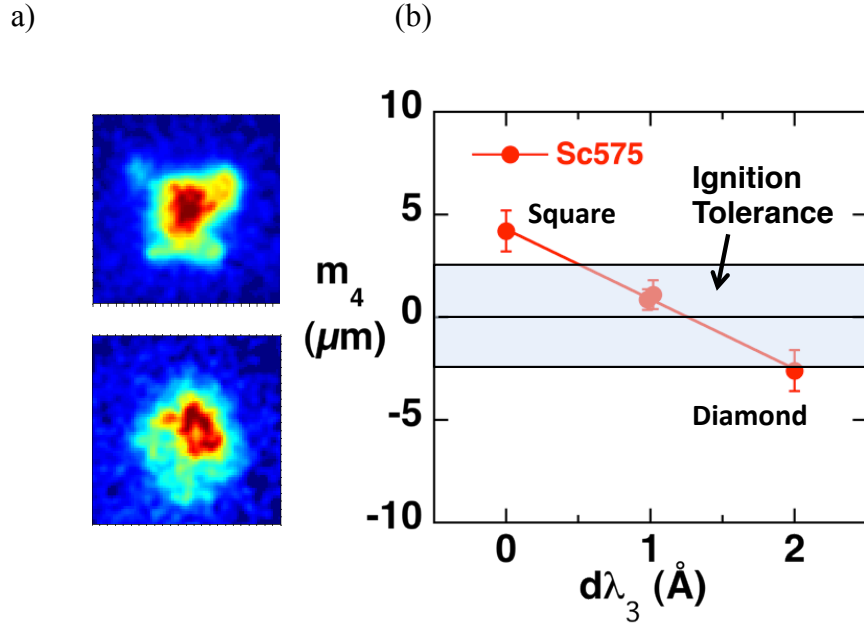 a)
(b)
10
Sc575
Ignition
Tolerance
Square
5
m₄
(μm)
0
-5
Diamond
-10
0 1 2
dλ₃ (Å)